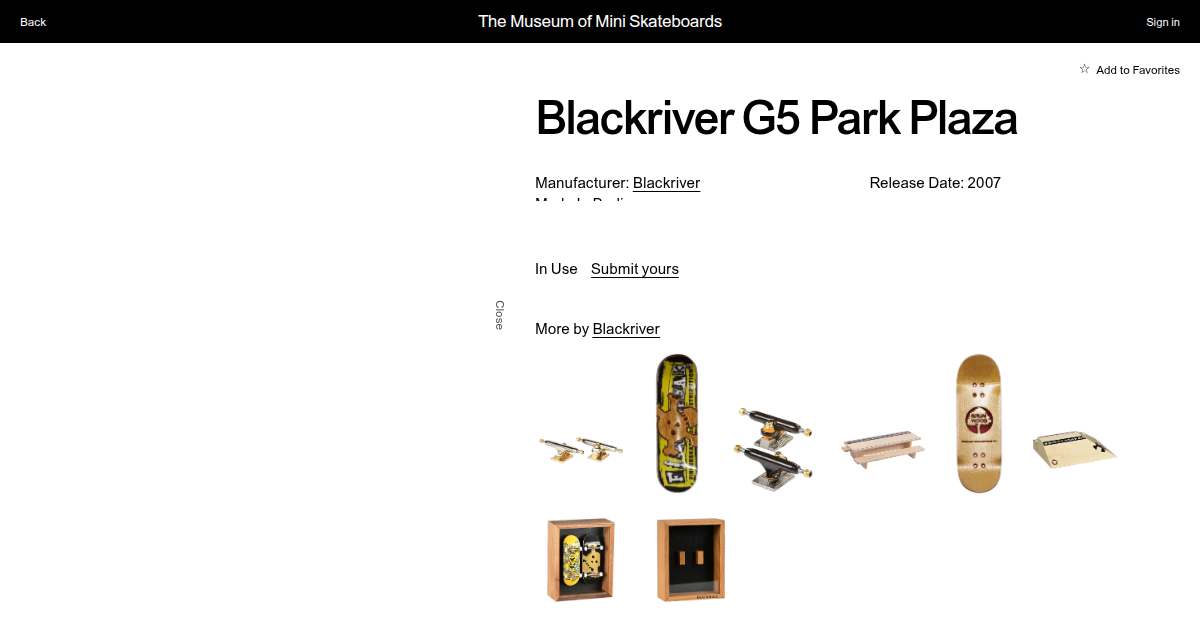 Back
The Museum of Mini Skateboards
Sign in
☆ Add to Favorites
Blackriver G5 Park Plaza
Manufacturer: Blackriver
Release Date: 2007
In Use
Submit yours
Close
More by Blackriver